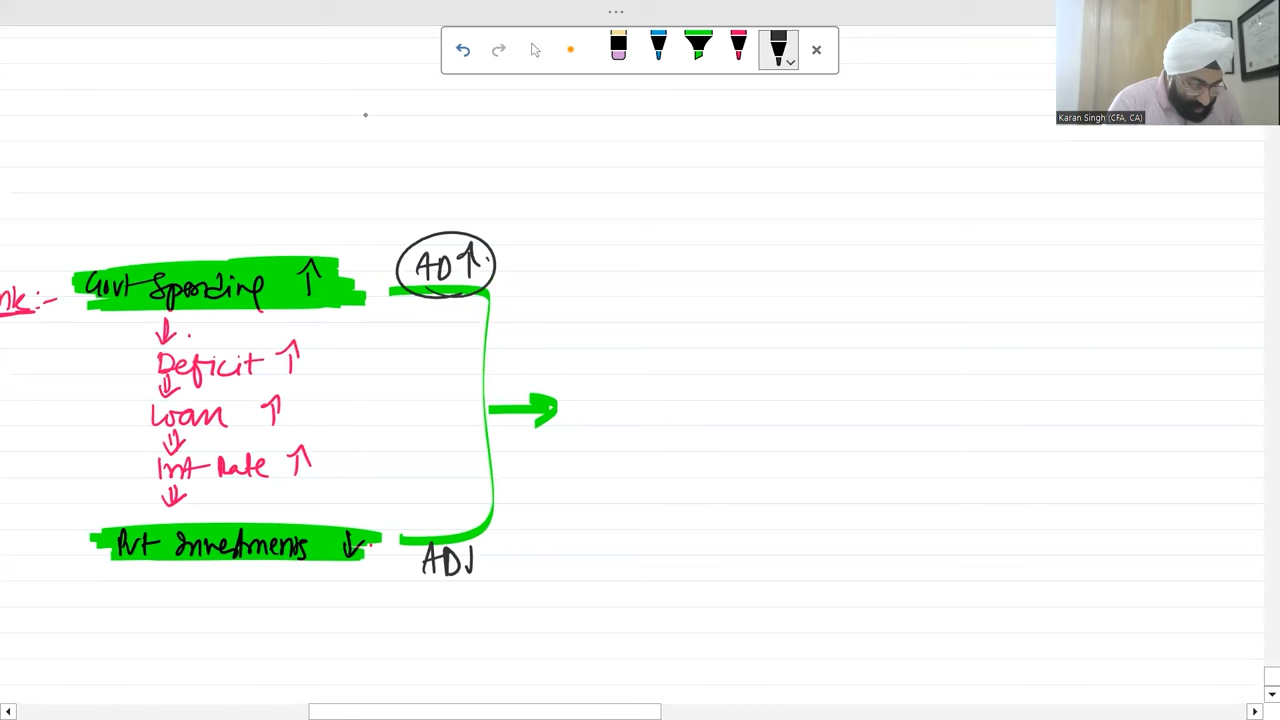 Karan Singh (CFA, CA)
AD ↑
Govt Spending ↑
:-
↓
Deficit ↑
↓
Loan ↑
↓
Int Rate ↑
↓
Pvt Investments ↓
AD↓